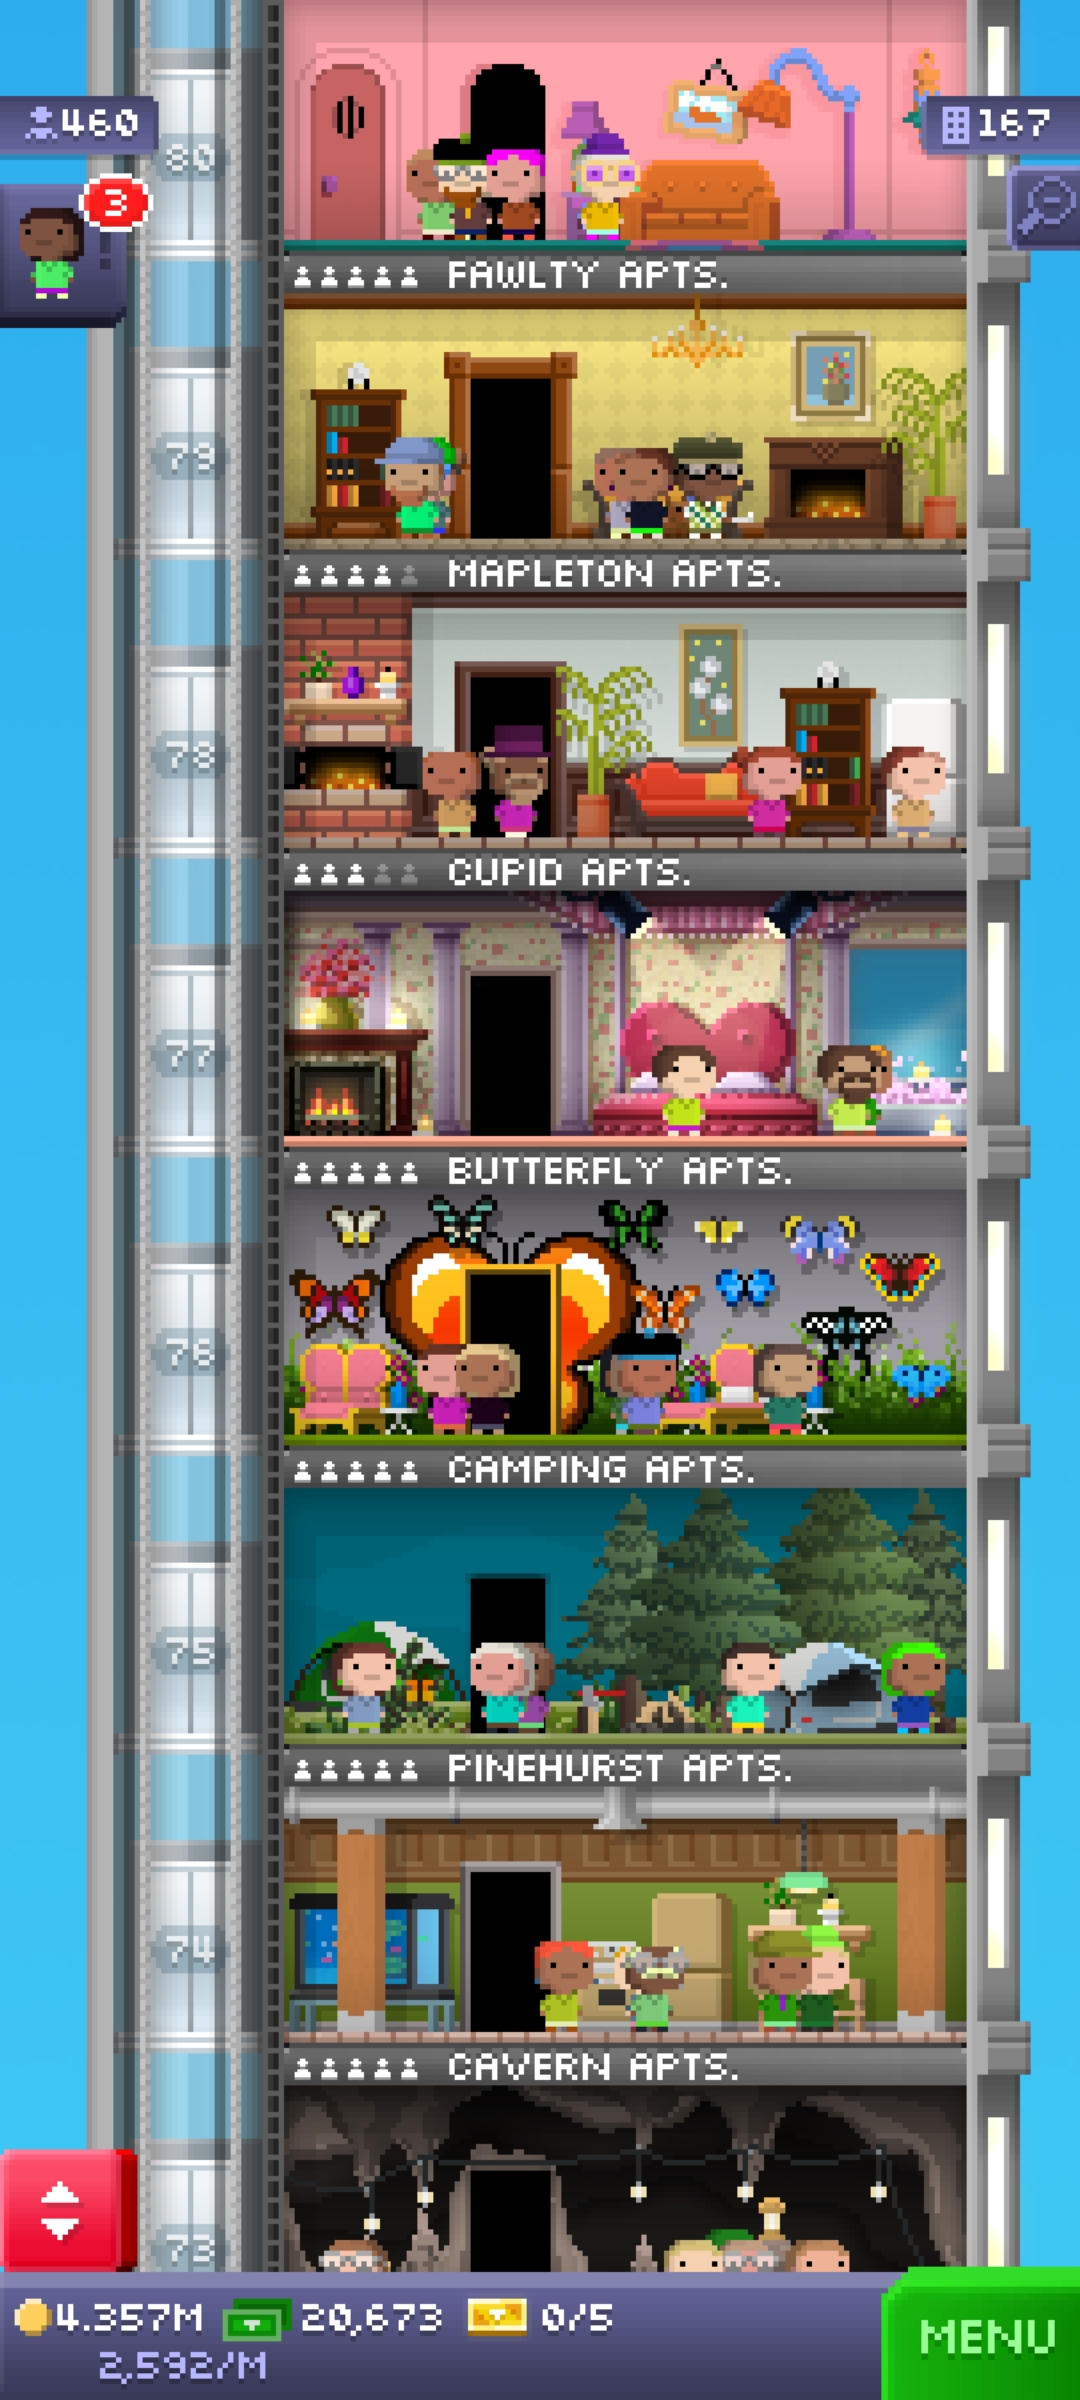 460
167
80
3
FAWLTY APTS.
79
MAPLETON APTS.
78
CUPID APTS.
77
BUTTERFLY APTS.
76
CAMPING APTS.
75
PINEHURST APTS.
74
CAVERN APTS.
73
4.357M 20,673 0/5
2,592/M
MENU